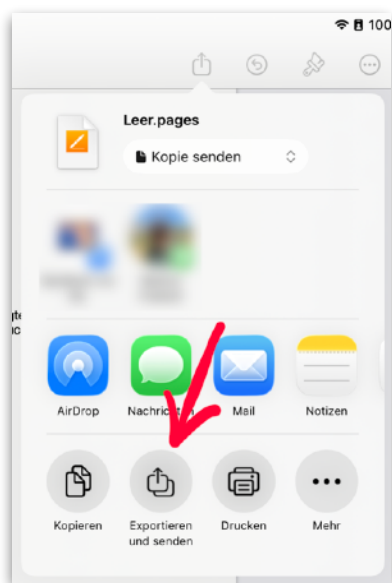 100
Leer.pages
Kopie senden
AirDrop
Nachrichten
Mail
Notizen
Kopieren
Exportieren
und senden
Drucken
Mehr